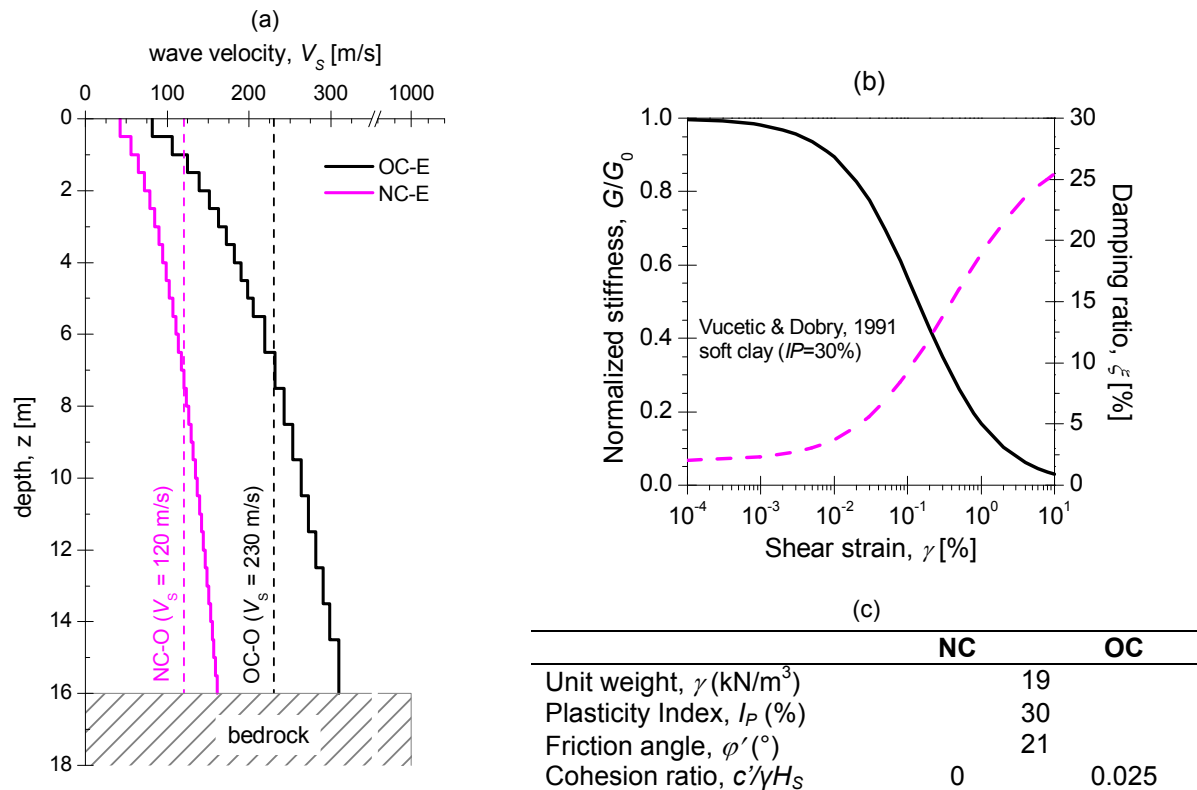 (a)
wave velocity, V_S [m/s]
0 100 200 300 1000
0
2
4
6
8
10
12
14
16
18
depth, z [m]
OC-E
NC-E
NC-O (V_S = 120 m/s)
OC-O (V_S = 230 m/s)
bedrock
(b)
1.0
0.8
0.6
0.4
0.2
0.0
Normalized stiffness, G/G_0
30
25
20
15
10
5
0
Damping ratio, ξ [%]
Vucetic & Dobry, 1991
soft clay (IP=30%)
10^-4 10^-3 10^-2 10^-1 10^0 10^1
Shear strain, γ [%]
(c)
NC OC
Unit weight, γ (kN/m³) 19
Plasticity Index, I_P (%) 30
Friction angle, φ′ (°) 21
Cohesion ratio, c'/γH_S 0 0.025